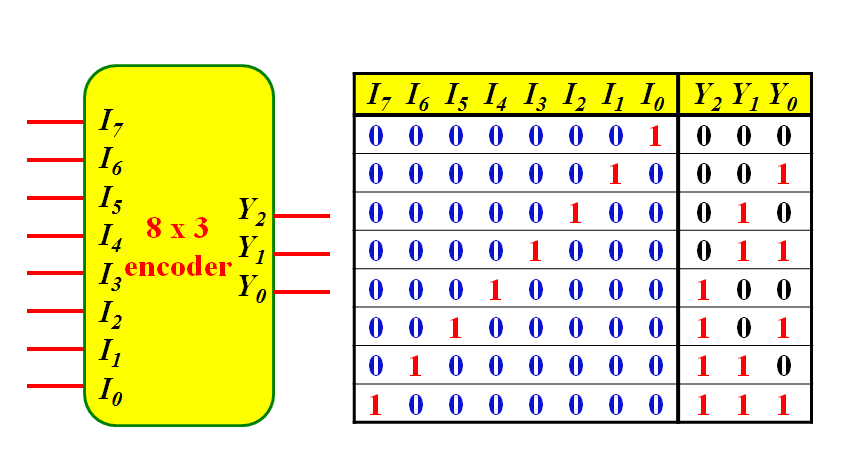 I7
I6
I5
I4
I3
I2
I1
I0
8 x 3
encoder
Y2
Y1
Y0
I7 I6 I5 I4 I3 I2 I1 I0 Y2 Y1 Y0
0 0 0 0 0 0 0 1 0 0 0
0 0 0 0 0 0 1 0 0 0 1
0 0 0 0 0 1 0 0 0 1 0
0 0 0 0 1 0 0 0 0 1 1
0 0 0 1 0 0 0 0 1 0 0
0 0 1 0 0 0 0 0 1 0 1
0 1 0 0 0 0 0 0 1 1 0
1 0 0 0 0 0 0 0 1 1 1